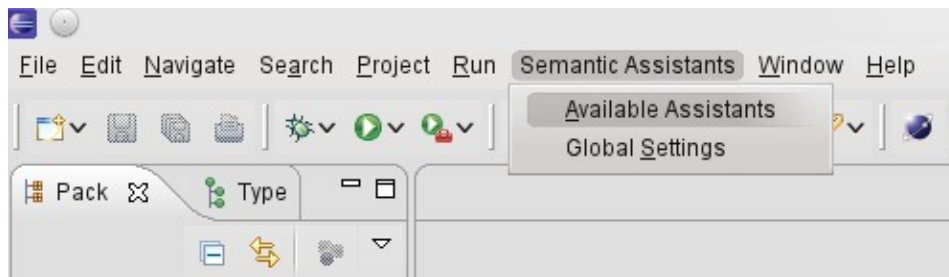 File Edit Navigate Search Project Run Semantic Assistants Window Help
Available Assistants
Global Settings
Pack Type